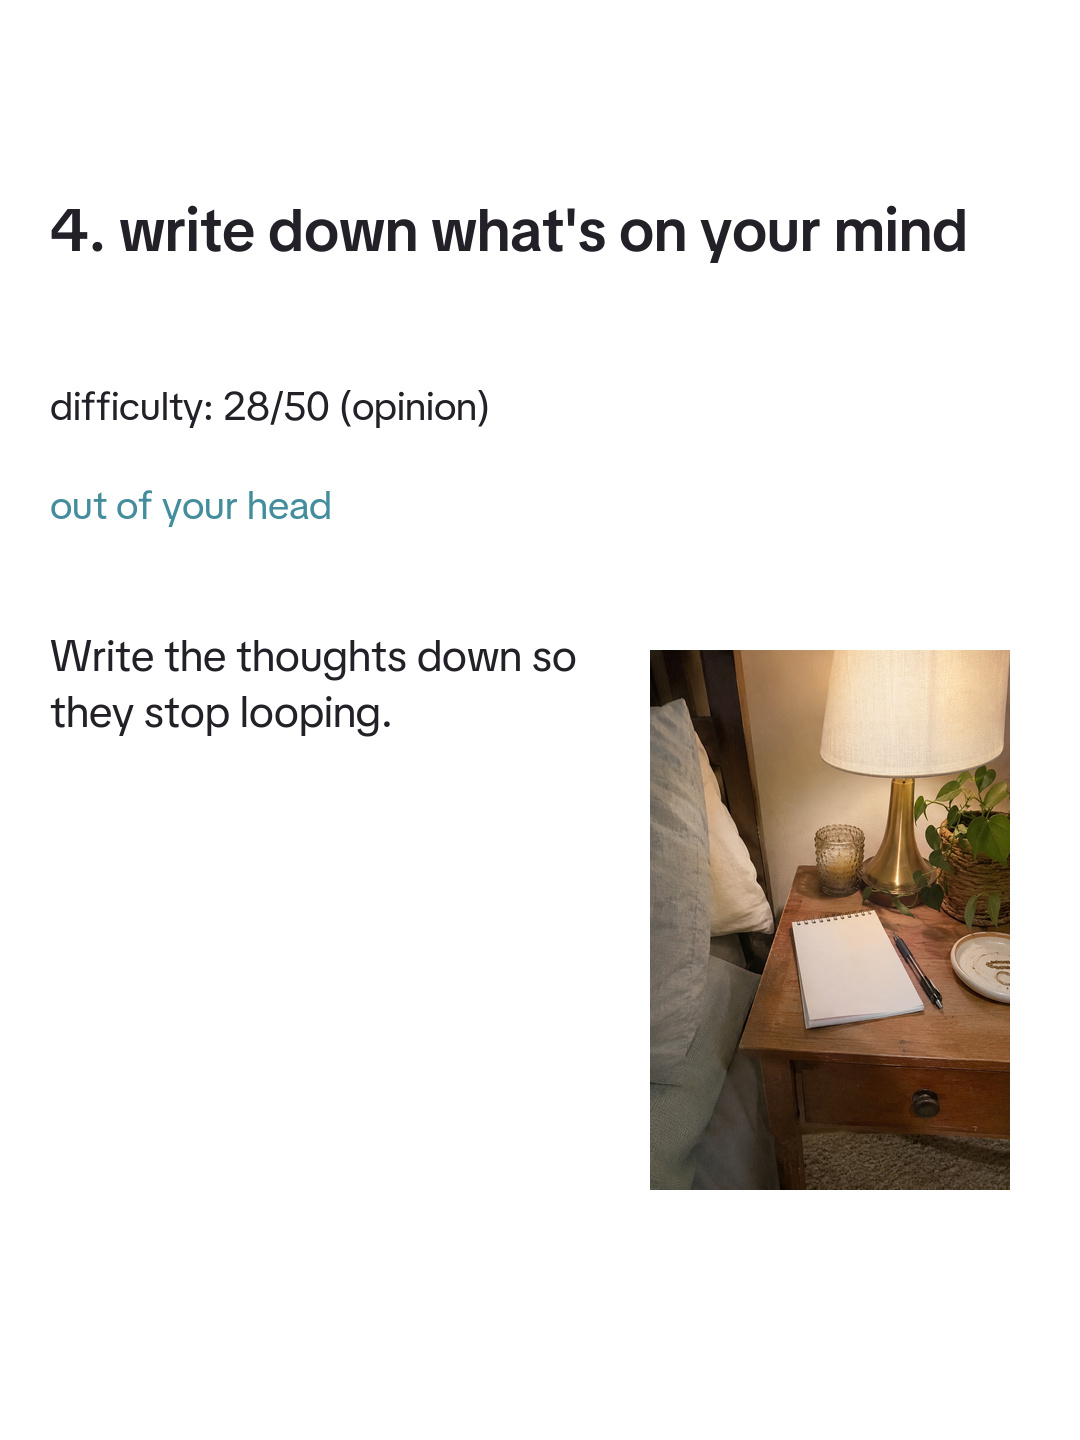 4. write down what's on your mind
difficulty: 28/50 (opinion)
out of your head
Write the thoughts down so
they stop looping.